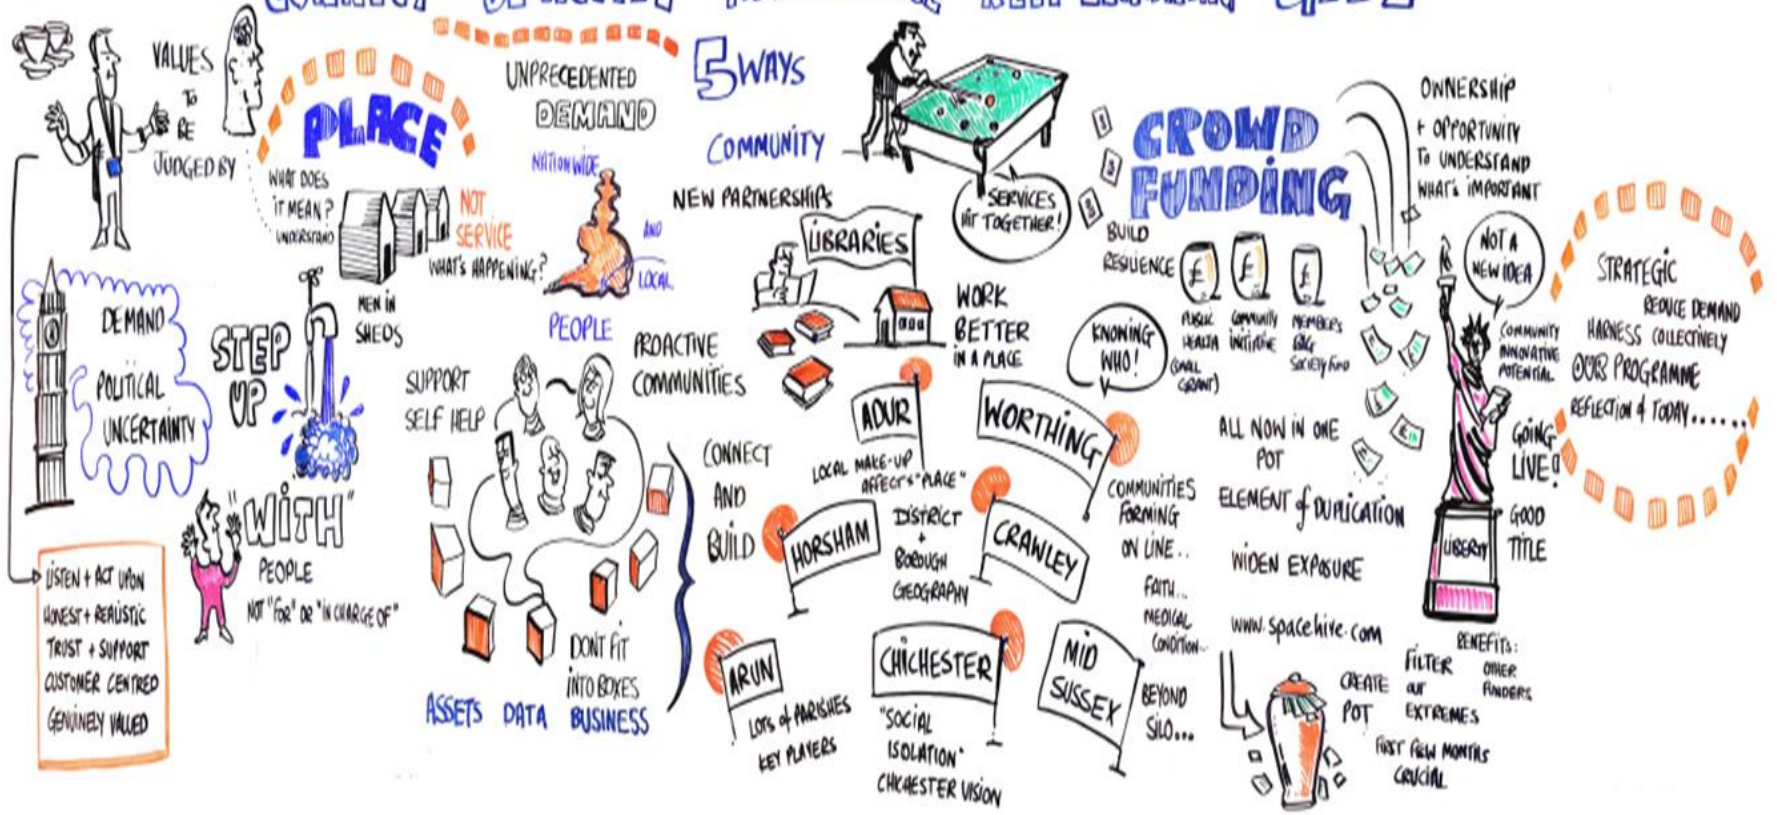 VALUES
TO
BE
JUDGED BY
PLACE
WHAT DOES
IT MEAN?
UNDERSTAND
NOT
SERVICE
WHAT'S HAPPENING?
MEN IN
SHEDS
DEMAND
POLITICAL
UNCERTAINTY
STEP
UP
"WITH"
PEOPLE
NOT "FOR" OR "IN CHARGE OF"
LISTEN + ACT UPON
HONEST + REALISTIC
TRUST + SUPPORT
CUSTOMER CENTRED
GENUINELY VALUED
UNPRECEDENTED
DEMAND
NATIONWIDE
AND
LOCAL
PEOPLE
SUPPORT
SELF HELP
PROACTIVE
COMMUNITIES
DONT FIT
INTO BOXES
ASSETS DATA BUSINESS
5 WAYS
COMMUNITY
NEW PARTNERSHIPS
SERVICES
HIT TOGETHER!
LIBRARIES
WORK
BETTER
IN A PLACE
KNOWING
WHO!
CONNECT
AND
BUILD
ADUR
LOCAL MAKE-UP
AFFECTS "PLACE"
WORTHING
HORSHAM
DISTRICT
+
BOROUGH
GEOGRAPHY
CRAWLEY
COMMUNITIES
FORMING
ON LINE..
FAITH...
MEDICAL
CONDITION...
BEYOND
SILO...
ARUN
LOTS of PARISHES
KEY PLAYERS
CHICHESTER
"SOCIAL
ISOLATION"
CHICHESTER VISION
MID
SUSSEX
CROWD
FUNDING
BUILD
RESILIENCE
£ £ £
PUBLIC
HEALTH
(SMALL
GRANT)
COMMUNITY
INITIATIVE
MEMBERS
BIG
SOCIETY FUND
OWNERSHIP
+ OPPORTUNITY
TO UNDERSTAND
WHAT'S IMPORTANT
NOT A
NEW IDEA
COMMUNITY
INNOVATIVE
POTENTIAL
ALL NOW IN ONE
POT
ELEMENT of DUPLICATION
WIDEN EXPOSURE
www.spacehive.com
GOING
LIVE!
LIBERTY
GOOD
TITLE
CREATE
POT
FILTER
OUT
EXTREMES
BENEFITS:
OTHER
FUNDERS
FIRST FEW MONTHS
CRUCIAL
STRATEGIC
REDUCE DEMAND
HARNESS COLLECTIVELY
OUR PROGRAMME
REFLECTION of TODAY......